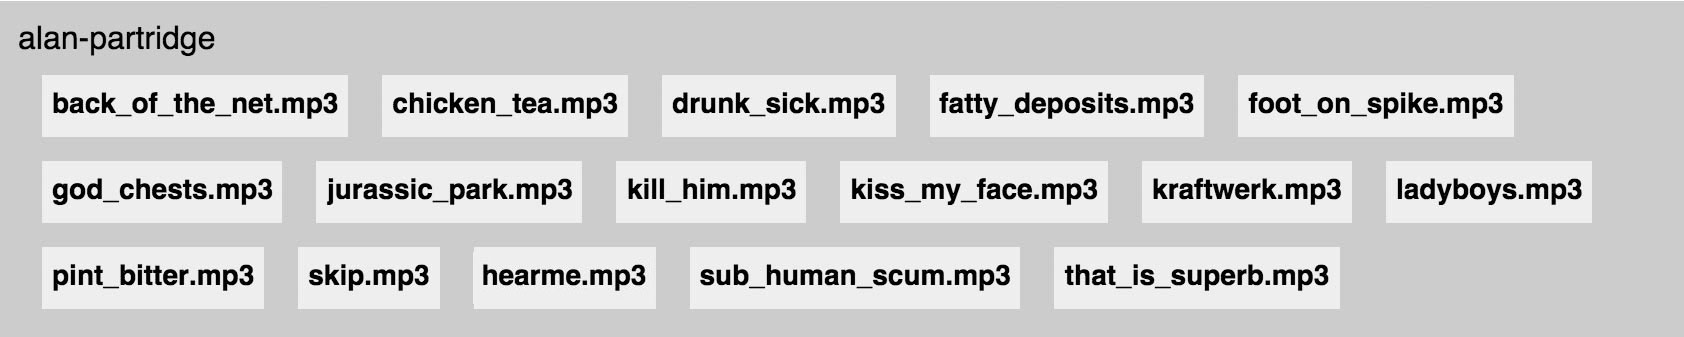 alan-partridge
back_of_the_net.mp3 chicken_tea.mp3 drunk_sick.mp3 fatty_deposits.mp3 foot_on_spike.mp3
god_chests.mp3 jurassic_park.mp3 kill_him.mp3 kiss_my_face.mp3 kraftwerk.mp3 ladyboys.mp3
pint_bitter.mp3 skip.mp3 hearme.mp3 sub_human_scum.mp3 that_is_superb.mp3